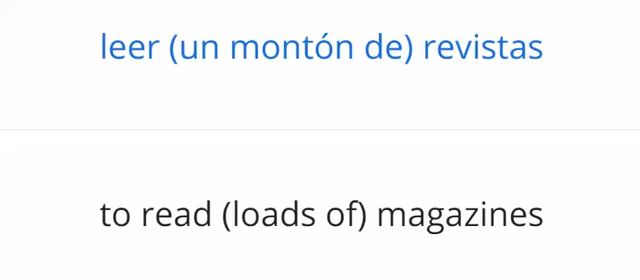 leer (un montón de) revistas
to read (loads of) magazines